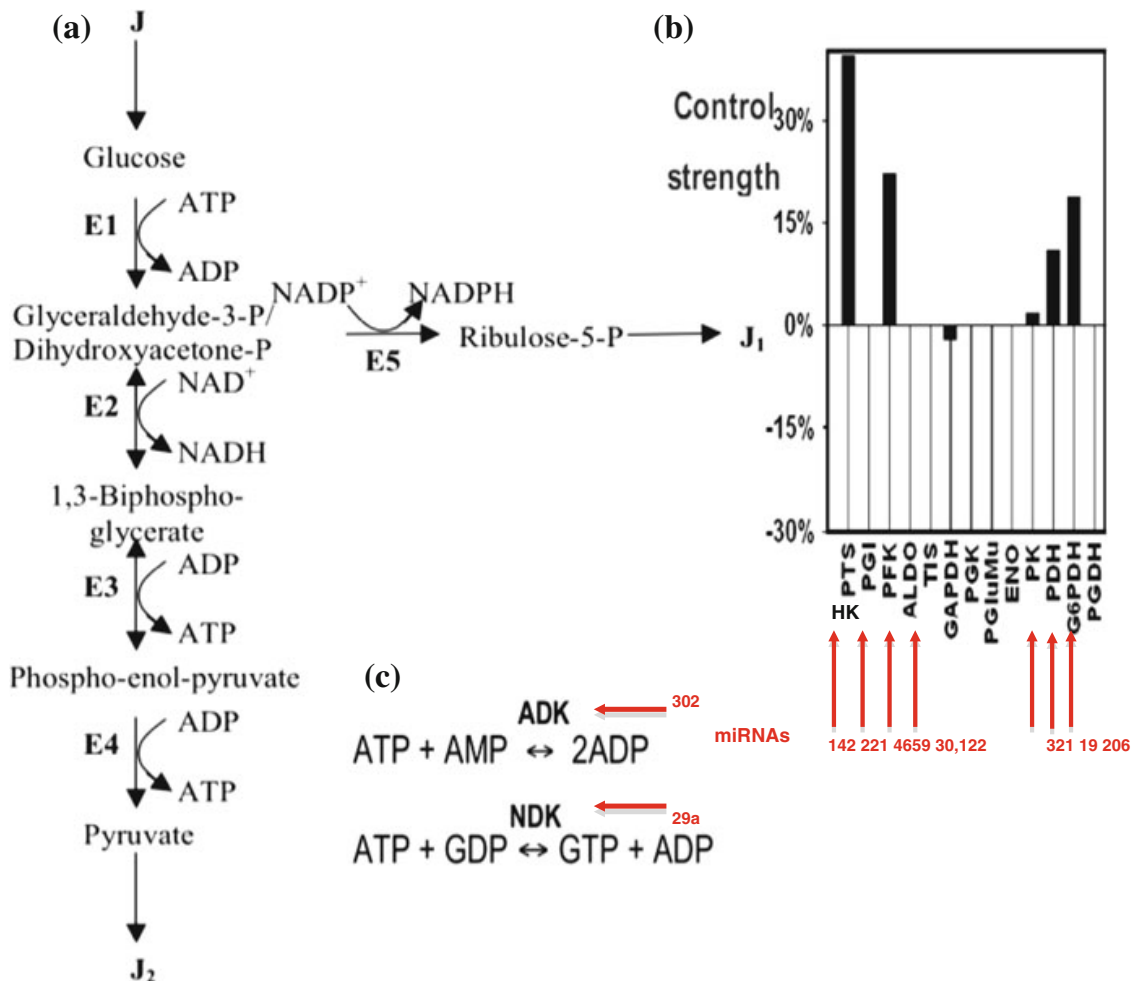 (a)
J
Glucose
E1
ATP
ADP
Glyceraldehyde-3-P/
Dihydroxyacetone-P
NADP+
NADPH
E5
Ribulose-5-P
J1
E2
NAD+
NADH
1,3-Biphospho-
glycerate
E3
ADP
ATP
Phospho-enol-pyruvate
E4
ADP
ATP
Pyruvate
J2
(b)
Control
strength
30%
15%
0%
-15%
-30%
PTS
PGI
PFK
ALDO
TIS
GAPDH
PGK
PGluMu
ENO
PK
PDH
G6PDH
PGDH
HK
miRNAs
142 221 4659 30,122
321 19 206
(c)
ADK
302
ATP + AMP ↔ 2ADP
NDK
29a
ATP + GDP ↔ GTP + ADP